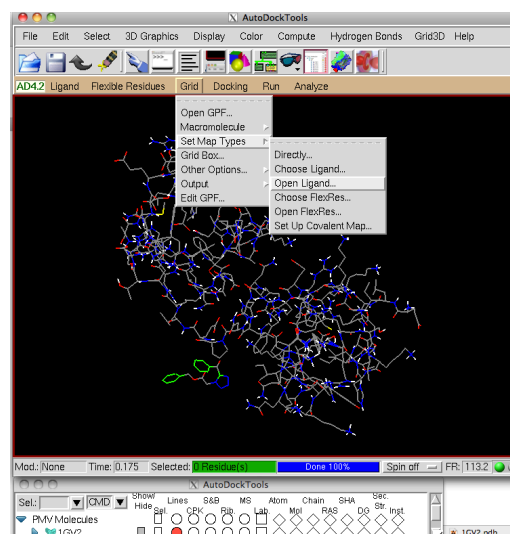 AutoDockTools
File Edit Select 3D Graphics Display Color Compute Hydrogen Bonds Grid3D Help
AD4.2 Ligand Flexible Residues Grid Docking Run Analyze
Open GPF...
Macromolecule
Set Map Types
Grid Box...
Other Options...
Output
Edit GPF...
Directly...
Choose Ligand...
Open Ligand...
Choose FlexRes...
Open FlexRes...
Set Up Covalent Map...
Mod.: None Time: 0.175 Selected: 0 Residue(s) Done 100% Spin off FR: 113.2
AutoDockTools
Sel.: CMD Show/ Lines S&B MS Atom Chain SHA Sec.
Hide Sel. CPK Rib. Lab. Mol RAS DG Str. Inst.
PMV Molecules
1GV2
1GV2.pdb